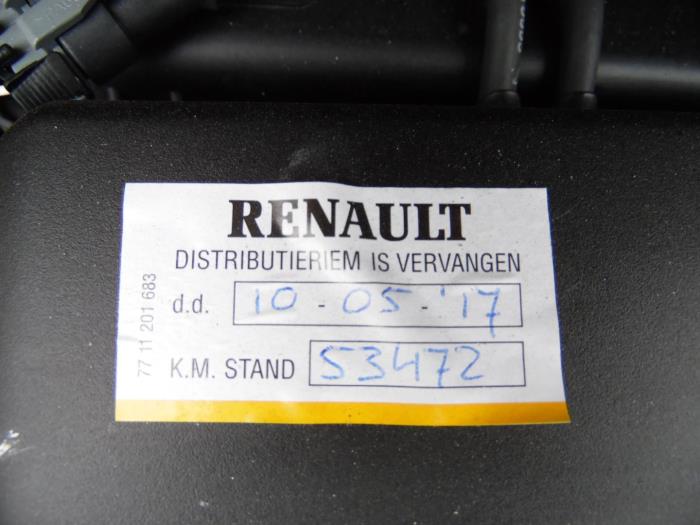 RENAULT
DISTRIBUTIERIEM IS VERVANGEN
d.d. 10 - 05 - '17
K.M. STAND 53472
77 11 201 683